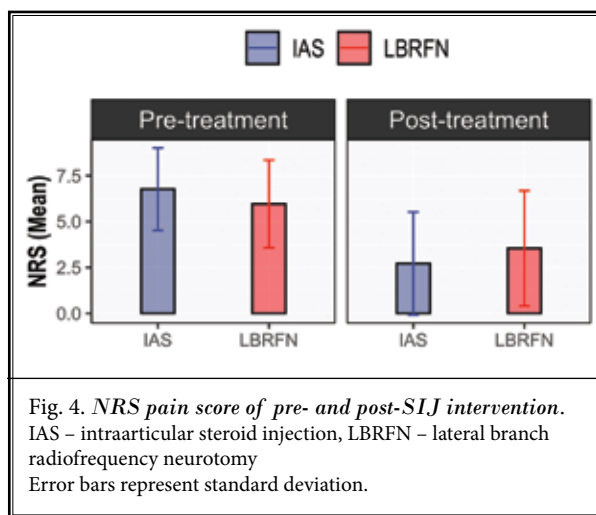 IAS LBRFN
Pre-treatment Post-treatment
NRS (Mean)
7.5
5.0
2.5
0.0
IAS LBRFN IAS LBRFN
Fig. 4. NRS pain score of pre- and post-SIJ intervention.
IAS – intraarticular steroid injection, LBRFN – lateral branch
radiofrequency neurotomy
Error bars represent standard deviation.